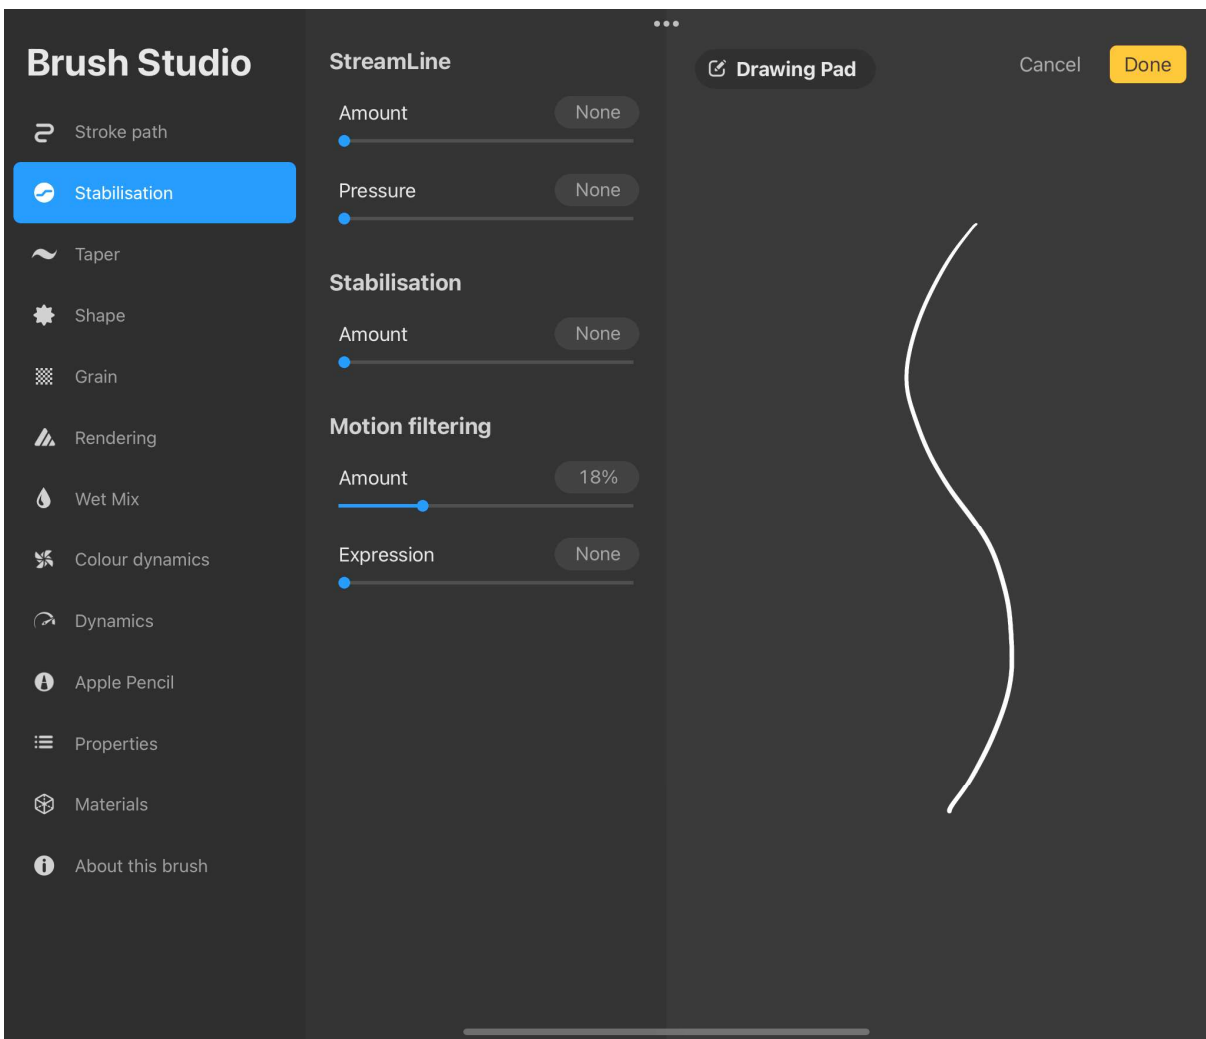 Brush Studio
Stroke path
Stabilisation
Taper
Shape
Grain
Rendering
Wet Mix
Colour dynamics
Dynamics
Apple Pencil
Properties
Materials
About this brush
StreamLine
Amount None
Pressure None
Stabilisation
Amount None
Motion filtering
Amount 18%
Expression None
Drawing Pad
Cancel
Done